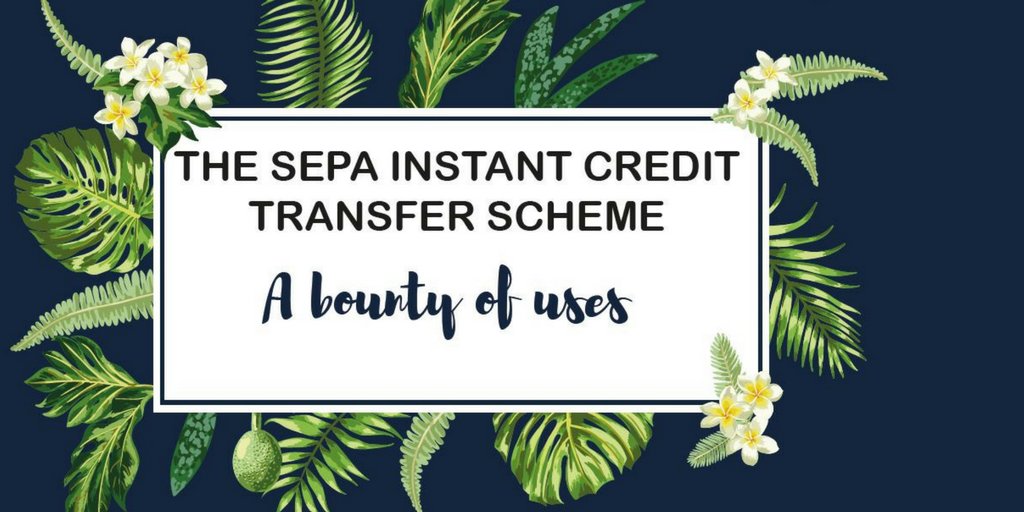 THE SEPA INSTANT CREDIT
TRANSFER SCHEME
A bounty of uses